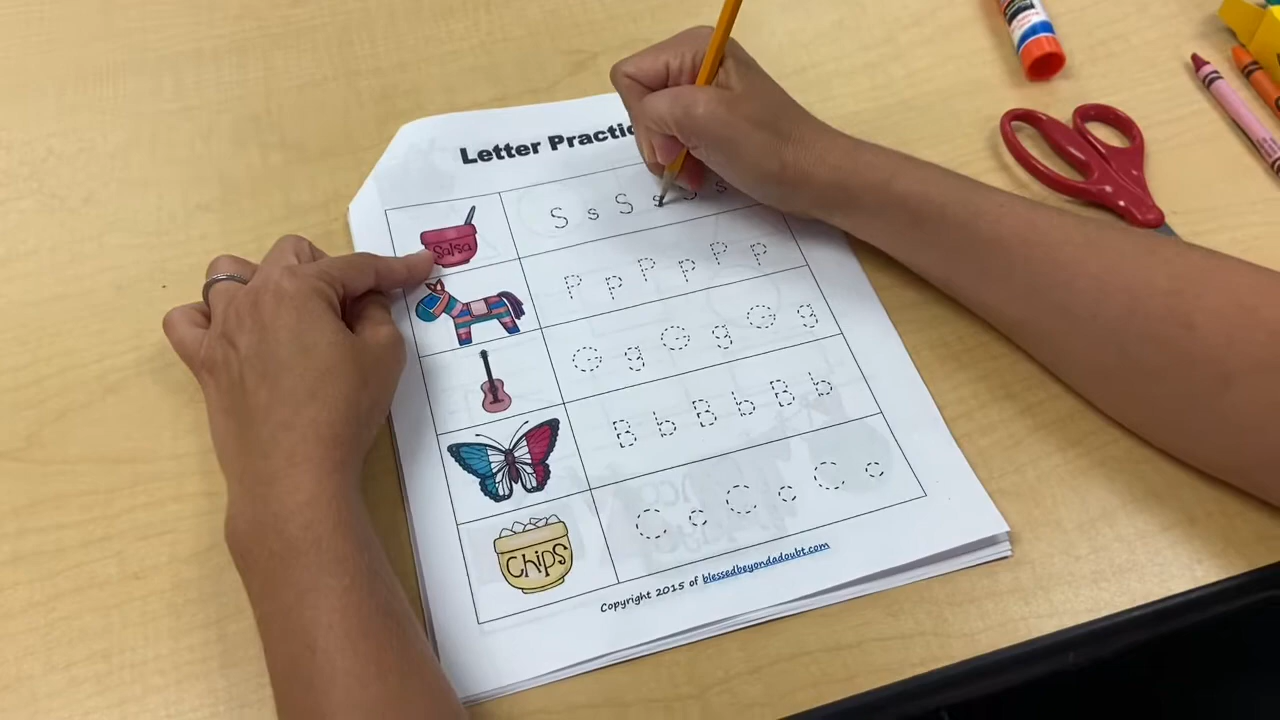 Letter Practic
Salsa
S s S s S s
P p P p P p
G g G g G g
B b B b B b
C c C c C c
CHiPS
Copyright 2015 of blessedbeyondadoubt.com